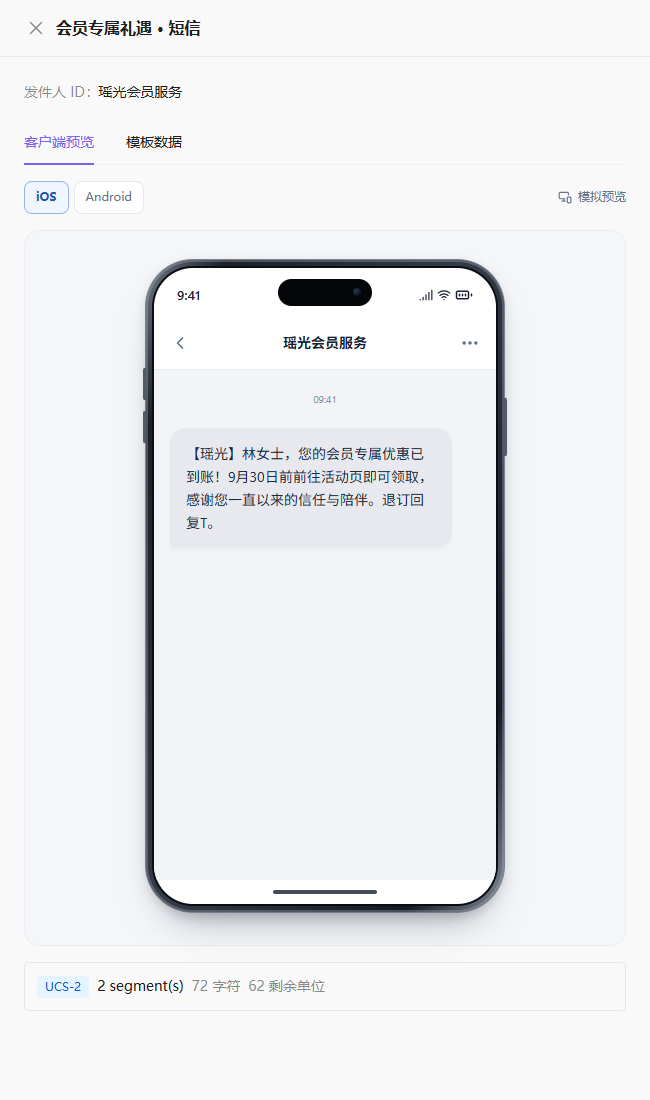 会员专属礼遇 • 短信
发件人 ID：瑶光会员服务
客户端预览 模板数据
iOS Android 模拟预览
9:41
瑶光会员服务
09:41
【瑶光】林女士，您的会员专属优惠已
到账！9月30日前前往活动页即可领取，
感谢您一直以来的信任与陪伴。退订回
复T。
UCS-2 2 segment(s) 72 字符 62 剩余单位